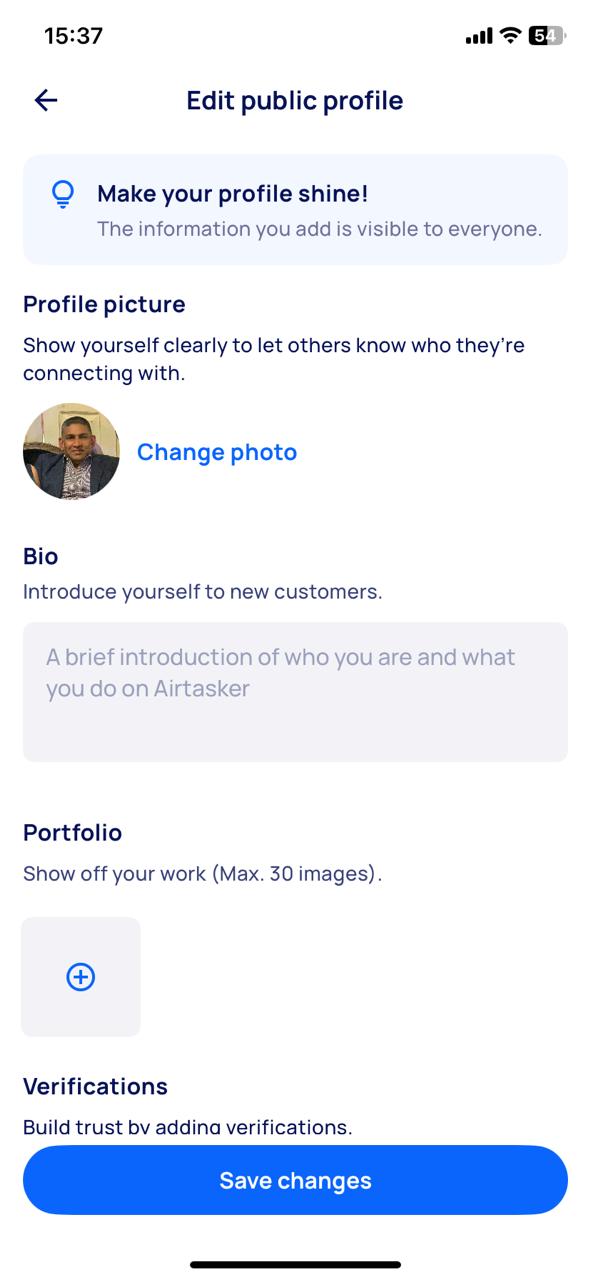 15:37
54
Edit public profile
Make your profile shine!
The information you add is visible to everyone.
Profile picture
Show yourself clearly to let others know who they’re
connecting with.
Change photo
Bio
Introduce yourself to new customers.
A brief introduction of who you are and what
you do on Airtasker
Portfolio
Show off your work (Max. 30 images).
Verifications
Build trust by adding verifications.
Save changes